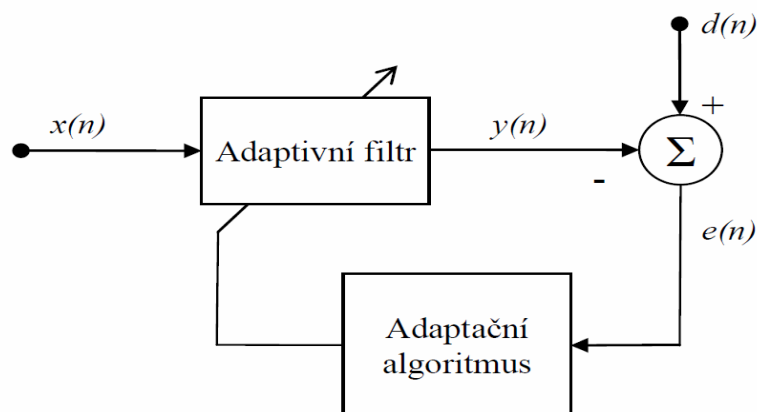 d(n)
x(n)
Adaptivní filtr
y(n)
+
Σ
-
e(n)
Adaptační
algoritmus